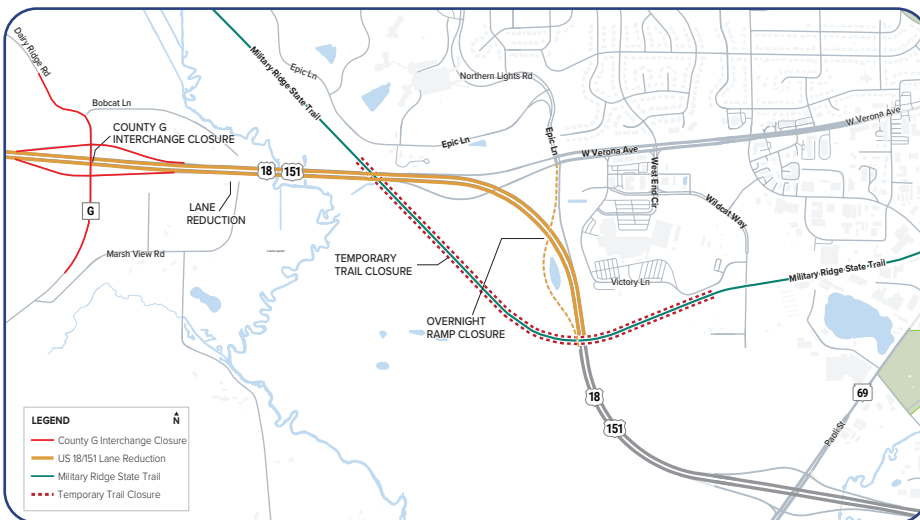 Dairy Ridge Rd
Bobcat Ln
COUNTY G
INTERCHANGE CLOSURE
Military Ridge State Trail
Epic Ln
Northern Lights Rd
Epic Ln
Epic Ln
W Verona Ave
W Verona Ave
West End Cir
Wildcat Way
18 151
G
LANE
REDUCTION
Marsh View Rd
TEMPORARY
TRAIL CLOSURE
OVERNIGHT
RAMP CLOSURE
Victory Ln
Military Ridge State Trail
18
151
69
Paoli St
LEGEND
N
County G Interchange Closure
US 18/151 Lane Reduction
Military Ridge State Trail
Temporary Trail Closure